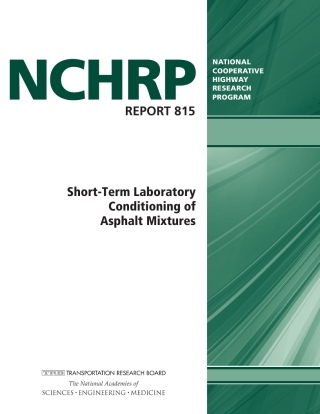 NCHRP
REPORT 815
NATIONAL
COOPERATIVE
HIGHWAY
RESEARCH
PROGRAM
Short-Term Laboratory
Conditioning of
Asphalt Mixtures
TRB TRANSPORTATION RESEARCH BOARD
The National Academies of
SCIENCES • ENGINEERING • MEDICINE